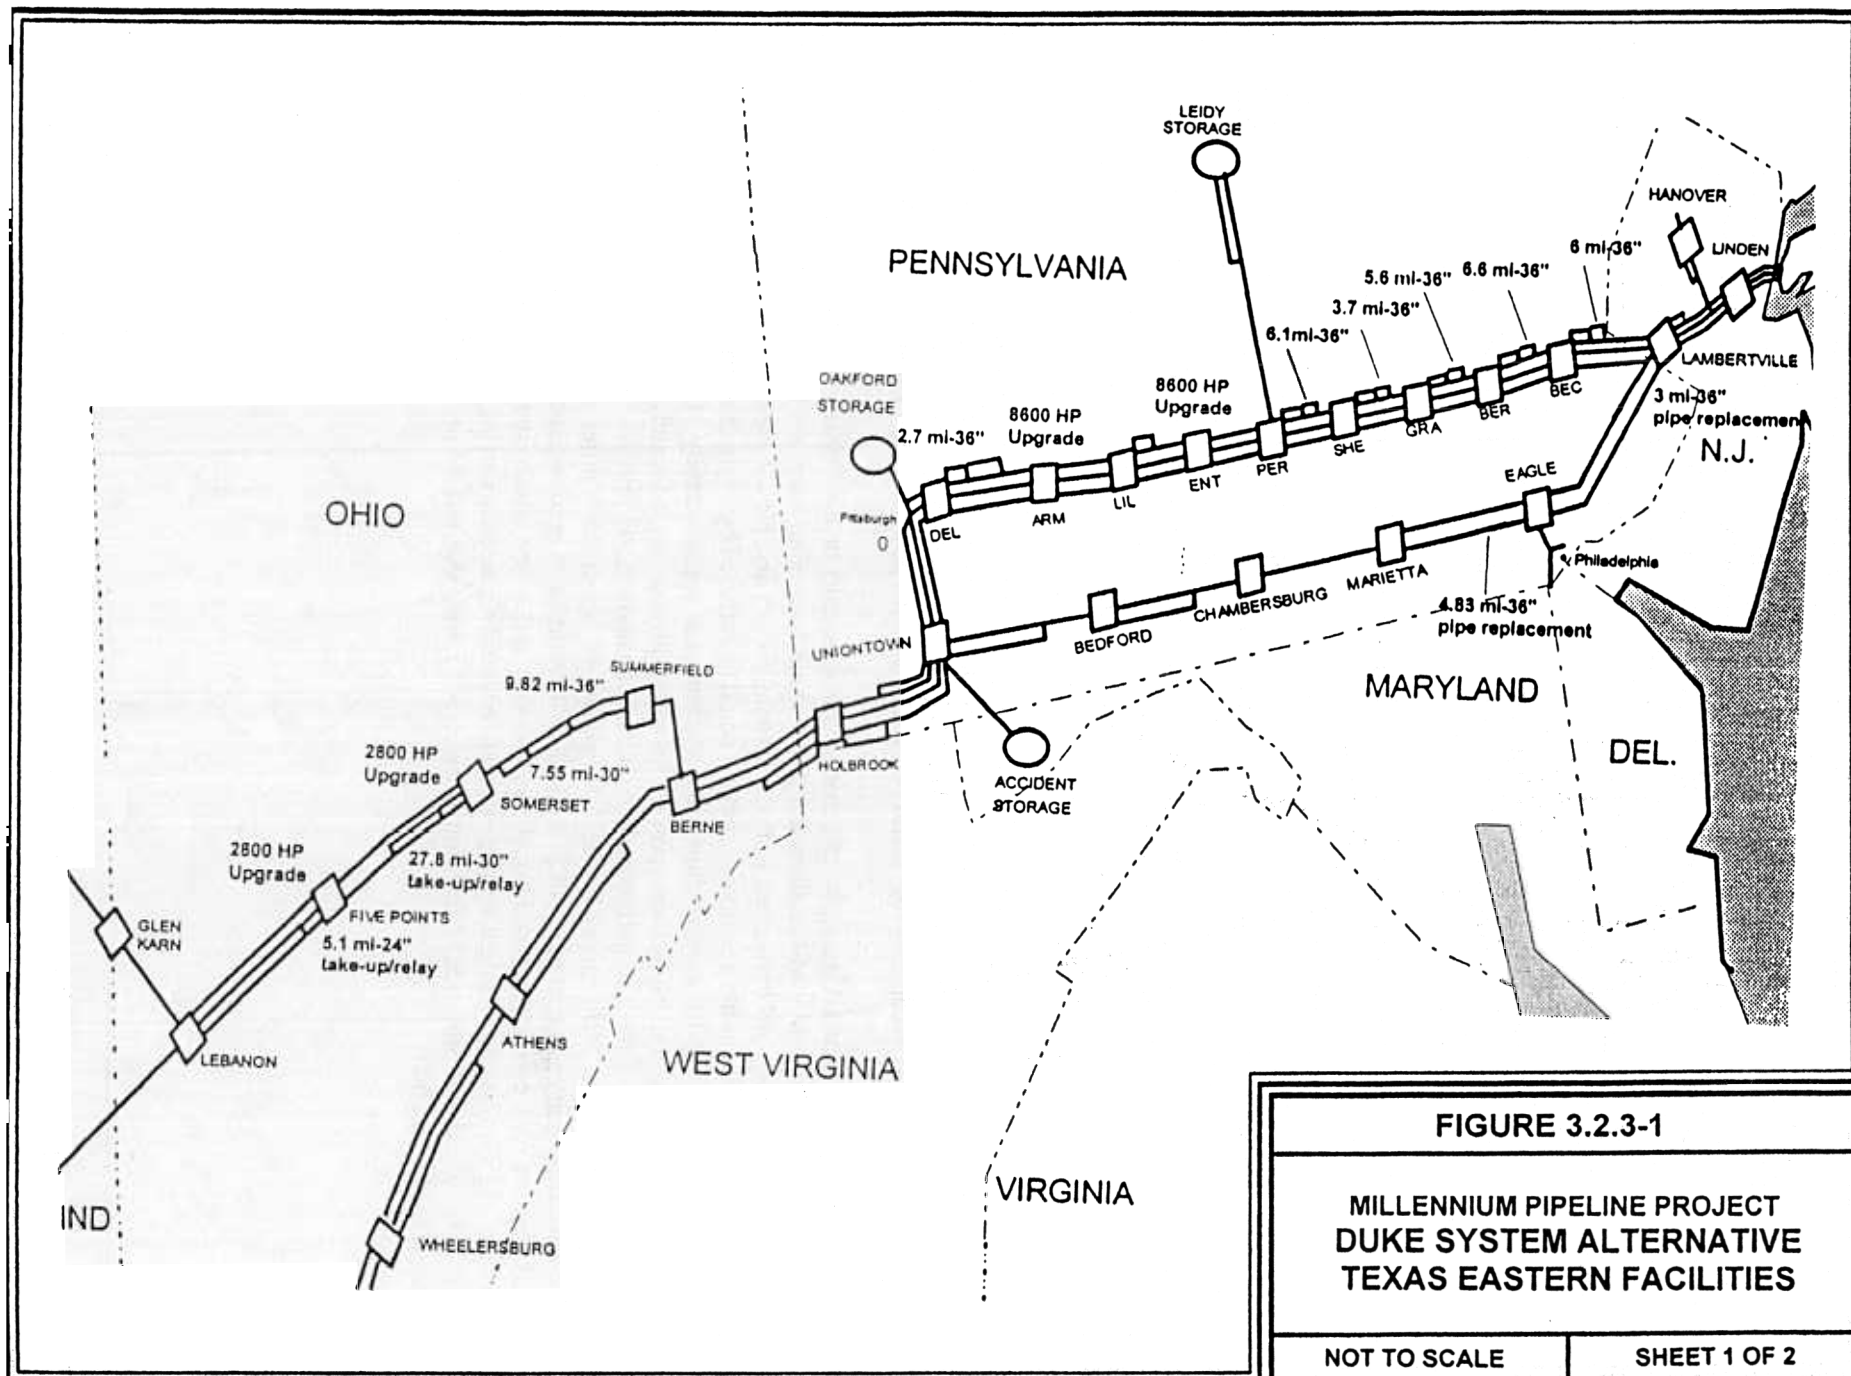 LEIDY
STORAGE
HANOVER
LINDEN
PENNSYLVANIA
6 mi-36"
6.6 mi-36"
5.6 mi-36"
3.7 mi-36"
6.1mi-36"
LAMBERTVILLE
OAKFORD
STORAGE
8600 HP
Upgrade
8600 HP
Upgrade
2.7 mi-36"
BEC
BER
GRA
SHE
PER
ENT
LIL
ARM
DEL
3 mi-36"
pipe replacement
N.J.
EAGLE
OHIO
Pittsburgh
Philadelphia
MARIETTA
CHAMBERSBURG
BEDFORD
UNIONTOWN
4.83 mi-36"
pipe replacement
SUMMERFIELD
9.82 mi-36"
MARYLAND
DEL.
2800 HP
Upgrade
7.55 mi-30"
SOMERSET
HOLBROOK
ACCIDENT
STORAGE
BERNE
2800 HP
Upgrade
27.8 mi-30"
take-up/relay
GLEN
KARN
FIVE POINTS
5.1 mi-24"
take-up/relay
LEBANON
ATHENS
WEST VIRGINIA
VIRGINIA
IND
WHEELERSBURG
FIGURE 3.2.3-1
MILLENNIUM PIPELINE PROJECT
DUKE SYSTEM ALTERNATIVE
TEXAS EASTERN FACILITIES
NOT TO SCALE
SHEET 1 OF 2